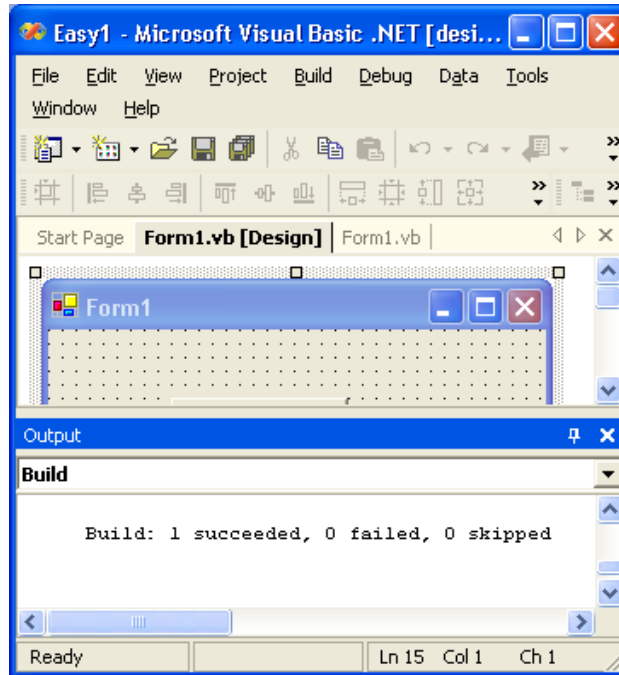 Easy1 - Microsoft Visual Basic .NET [desi...
File Edit View Project Build Debug Data Tools
Window Help
Start Page Form1.vb [Design] Form1.vb
Form1
Output
Build
Build: 1 succeeded, 0 failed, 0 skipped
Ready Ln 15 Col 1 Ch 1